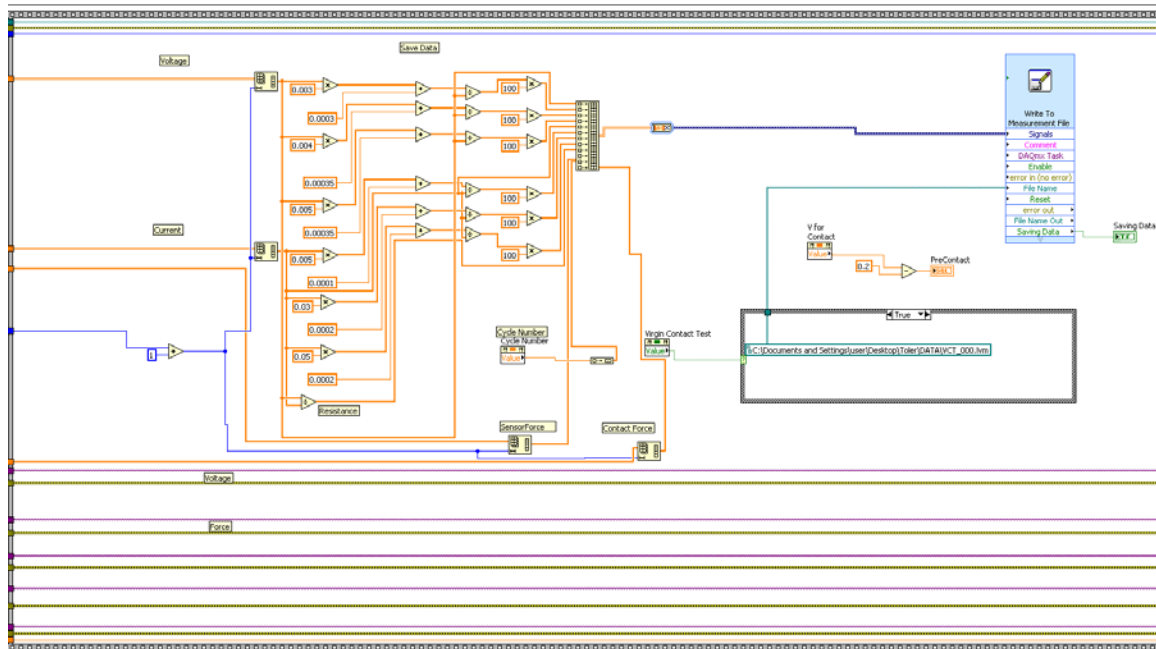 Save Data
Voltage
0.003
100
0.0003
100
0.004
100
0.00035
0.005
100
0.00035
100
Current
0.005
100
0.0001
0.03
0.0002
0.05
0.0002
Resistance
1
Cycle Number
Cycle Number
Value
SensorForce
Contact Force
Virgin Contact Test
Value
V for
Contact
Value
0.2
PreContact
DBL
True
C:\Documents and Settings\user\Desktop\Toler\DATA\VCT_000.lvm
Write To
Measurement File
Signals
Comment
DAQmx Task
Enable
error in (no error)
File Name
Reset
error out
File Name Out
Saving Data
Saving Data
TF
Voltage
Force